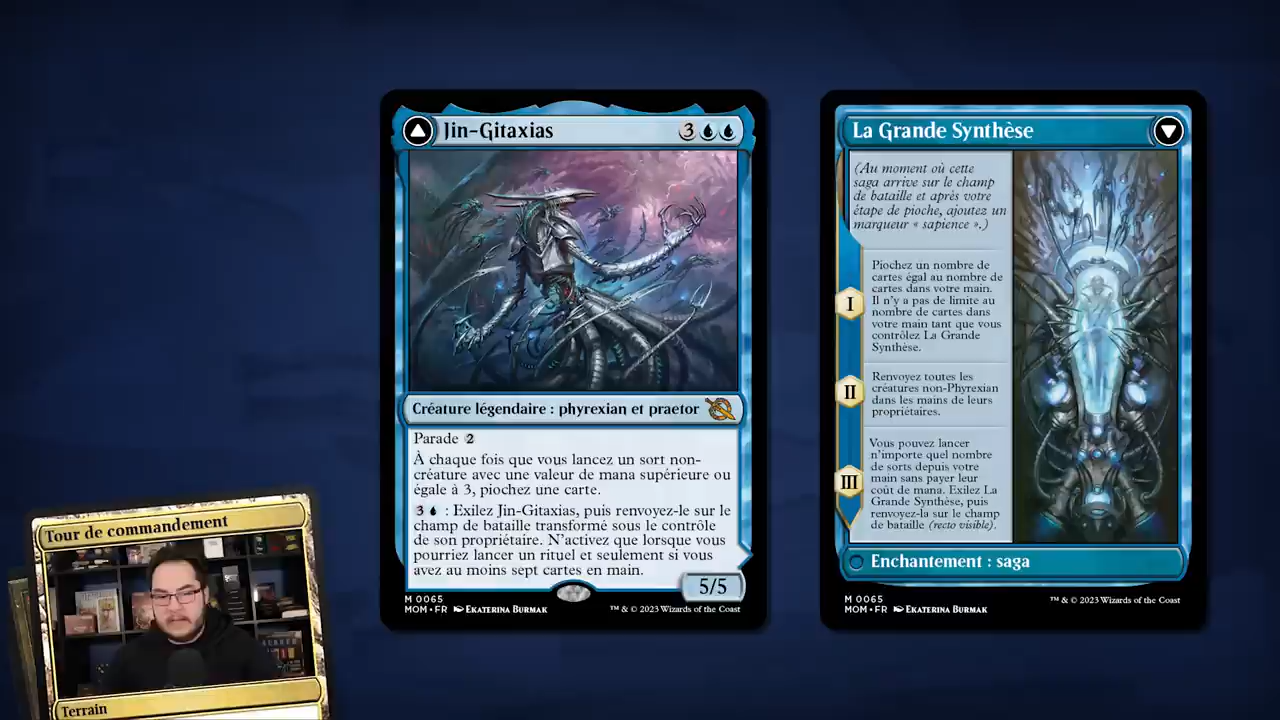 Jin-Gitaxias
3
Créature légendaire : phyrexian et praetor
Parade 2
À chaque fois que vous lancez un sort non-
créature avec une valeur de mana supérieure ou
égale à 3, piochez une carte.
3 : Exilez Jin-Gitaxias, puis renvoyez-le sur le
champ de bataille transformé sous le contrôle
de son propriétaire. N'activez que lorsque vous
pourriez lancer un rituel et seulement si vous
avez au moins sept cartes en main.
5/5
M 0065
MOM • FR Ekaterina Burmak
™ & © 2023 Wizards of the Coast
La Grande Synthèse
(Au moment où cette
saga arrive sur le champ
de bataille et après votre
étape de pioche, ajoutez un
marqueur « sapience ».)
I
Piochez un nombre de
cartes égal au nombre de
cartes dans votre main.
Il n'y a pas de limite au
nombre de cartes dans
votre main tant que vous
contrôlez La Grande
Synthèse.
II
Renvoyez toutes les
créatures non-Phyrexian
dans les mains de leurs
propriétaires.
III
Vous pouvez lancer
n'importe quel nombre
de sorts depuis votre
main sans payer leur
coût de mana. Exilez La
Grande Synthèse, puis
renvoyez-la sur le champ
de bataille (recto visible).
Enchantement : saga
M 0065
MOM • FR Ekaterina Burmak
™ & © 2023 Wizards of the Coast
Tour de commandement
Terrain